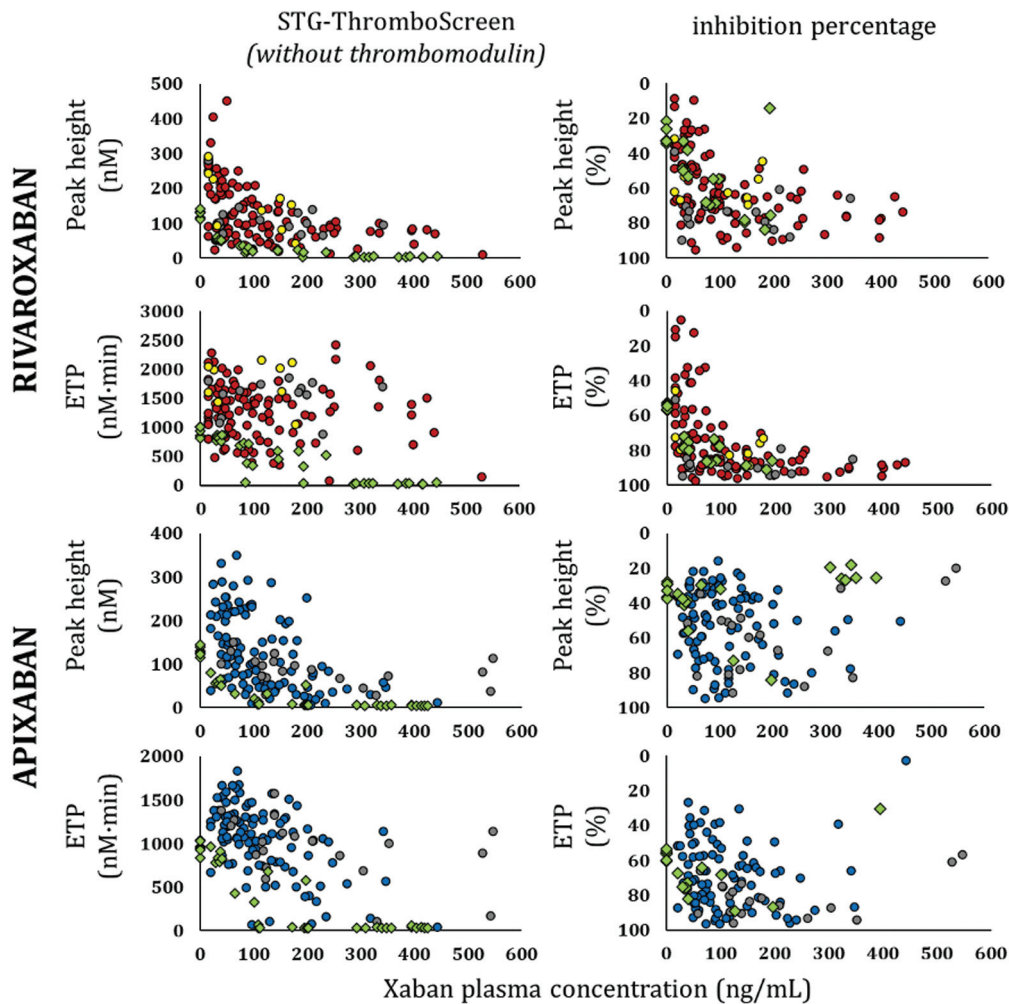 STG-ThromboScreen
(without thrombomodulin)
inhibition percentage
RIVAROXABAN
Peak height
(nM)
500
400
300
200
100
0
0 100 200 300 400 500 600
Peak height
(%)
0
20
40
60
80
100
0 100 200 300 400 500 600
ETP
(nM·min)
3000
2500
2000
1500
1000
500
0
0 100 200 300 400 500 600
ETP
(%)
0
20
40
60
80
100
0 100 200 300 400 500 600
APIXABAN
Peak height
(nM)
400
300
200
100
0
0 100 200 300 400 500 600
Peak height
(%)
0
20
40
60
80
100
0 100 200 300 400 500 600
ETP
(nM·min)
2000
1500
1000
500
0
0 100 200 300 400 500 600
ETP
(%)
0
20
40
60
80
100
0 100 200 300 400 500 600
Xaban plasma concentration (ng/mL)